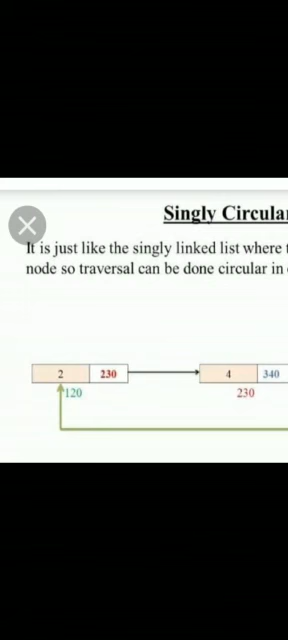 Singly Circular
It is just like the singly linked list where
node so traversal can be done circular in
2 230 4 340
120 230